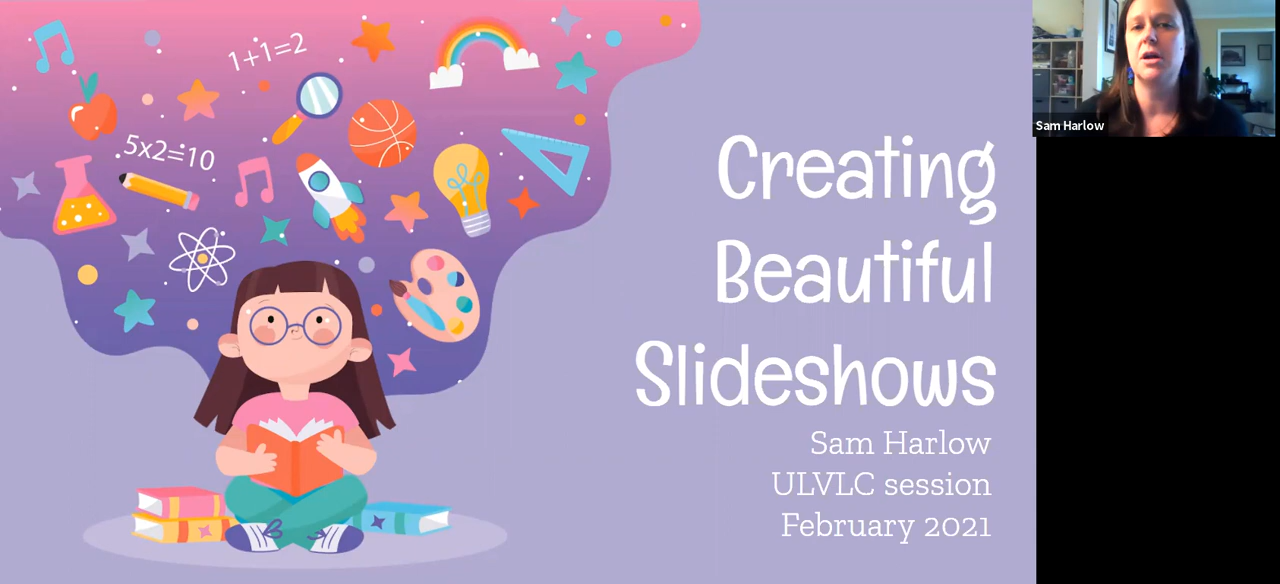 1+1=2
5x2=10
Creating
Beautiful
Slideshows
Sam Harlow
ULVLC session
February 2021
Sam Harlow